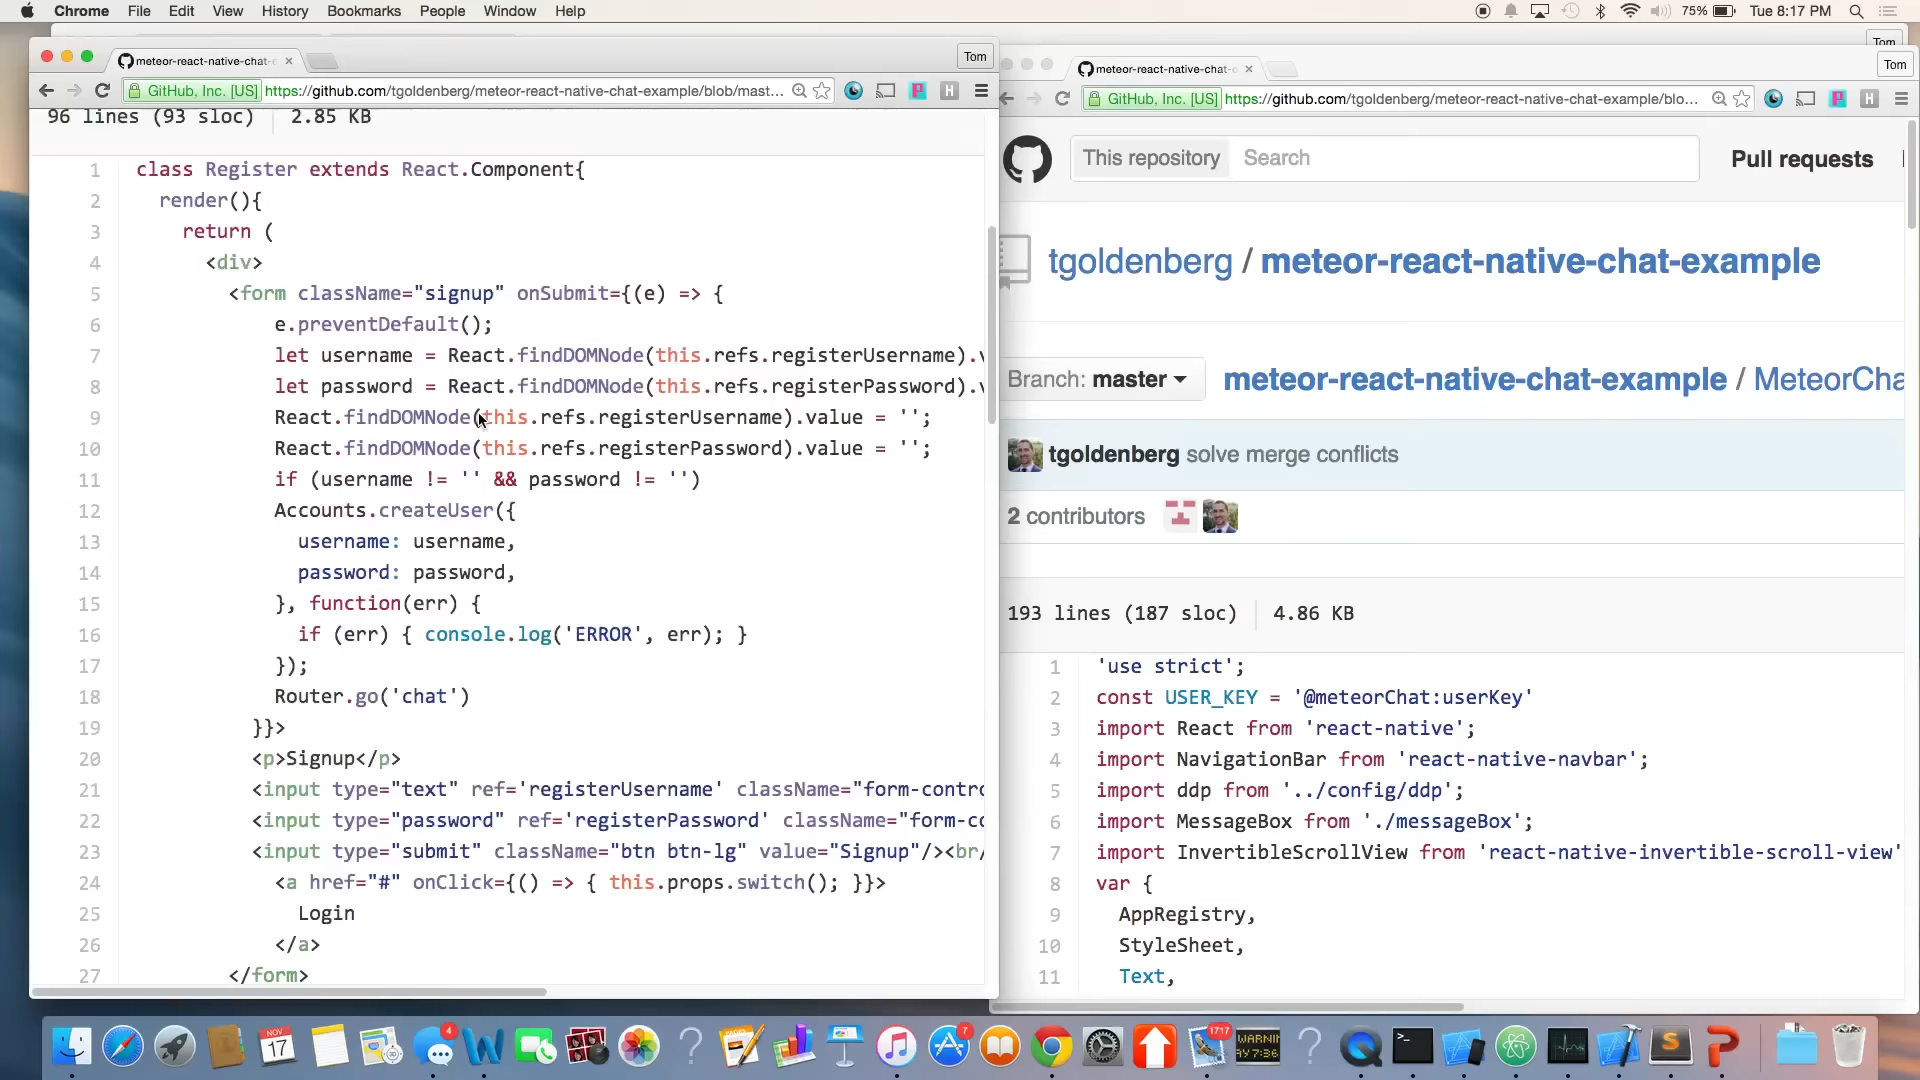 Chrome File Edit View History Bookmarks People Window Help
75% Tue 8:17 PM
Tom
meteor-react-native-chat-e
Tom
GitHub, Inc. [US] https://github.com/tgoldenberg/meteor-react-native-chat-example/blob/mast...
96 lines (93 sloc) 2.85 KB
1 class Register extends React.Component{
2 render(){
3 return (
4 <div>
5 <form className="signup" onSubmit={(e) => {
6 e.preventDefault();
7 let username = React.findDOMNode(this.refs.registerUsername).v
8 let password = React.findDOMNode(this.refs.registerPassword).v
9 React.findDOMNode(this.refs.registerUsername).value = '';
10 React.findDOMNode(this.refs.registerPassword).value = '';
11 if (username != '' && password != '')
12 Accounts.createUser({
13 username: username,
14 password: password,
15 }, function(err) {
16 if (err) { console.log('ERROR', err); }
17 });
18 Router.go('chat')
19 }}>
20 <p>Signup</p>
21 <input type="text" ref='registerUsername' className="form-contro
22 <input type="password" ref='registerPassword' className="form-co
23 <input type="submit" className="btn btn-lg" value="Signup"/><br/
24 <a href="#" onClick={() => { this.props.switch(); }}>
25 Login
26 </a>
27 </form>
meteor-react-native-chat-e
Tom
GitHub, Inc. [US] https://github.com/tgoldenberg/meteor-react-native-chat-example/blo...
This repository Search
Pull requests
tgoldenberg / meteor-react-native-chat-example
Branch: master
meteor-react-native-chat-example / MeteorCha
tgoldenberg solve merge conflicts
2 contributors
193 lines (187 sloc) 4.86 KB
1 'use strict';
2 const USER_KEY = '@meteorChat:userKey'
3 import React from 'react-native';
4 import NavigationBar from 'react-native-navbar';
5 import ddp from '../config/ddp';
6 import MessageBox from './messageBox';
7 import InvertibleScrollView from 'react-native-invertible-scroll-view'
8 var {
9 AppRegistry,
10 StyleSheet,
11 Text,
NOV
17
4
7
1717